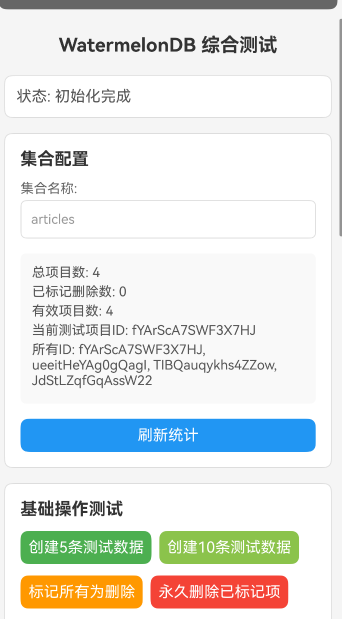 WatermelonDB 综合测试
状态: 初始化完成
集合配置
集合名称:
articles
总项目数: 4
已标记删除数: 0
有效项目数: 4
当前测试项目ID: fYArScA7SWF3X7HJ
所有ID: fYArScA7SWF3X7HJ,
ueeitHeYAg0gQagI, TIBQauqykhs4ZZow,
JdStLZqfGqAssW22
刷新统计
基础操作测试
创建5条测试数据 创建10条测试数据
标记所有为删除 永久删除已标记项